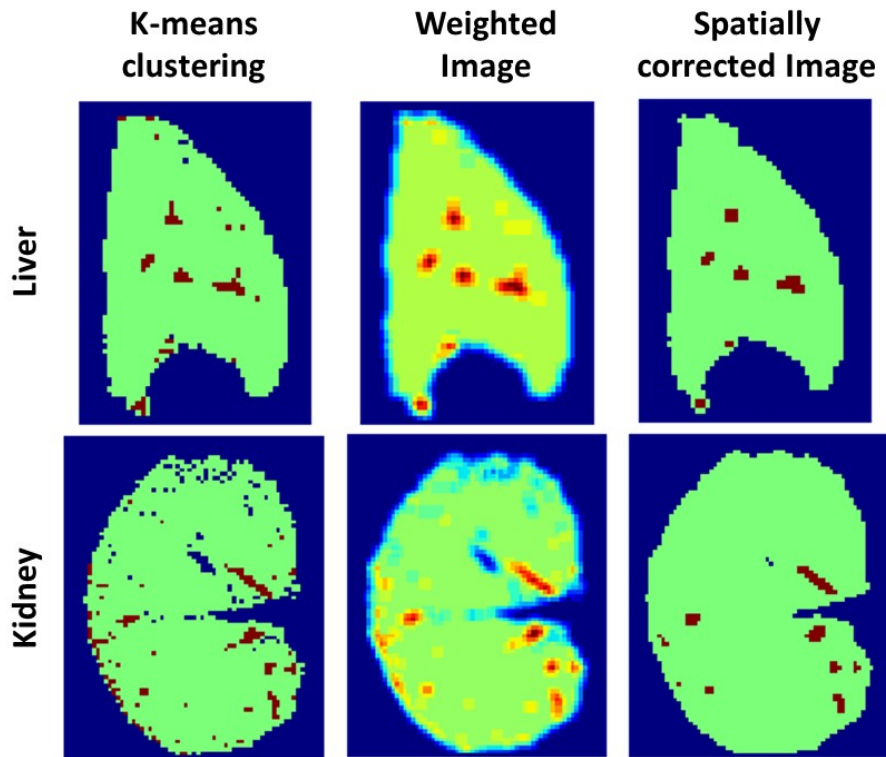 K-means
clustering
Weighted
Image
Spatially
corrected Image
Liver
Kidney